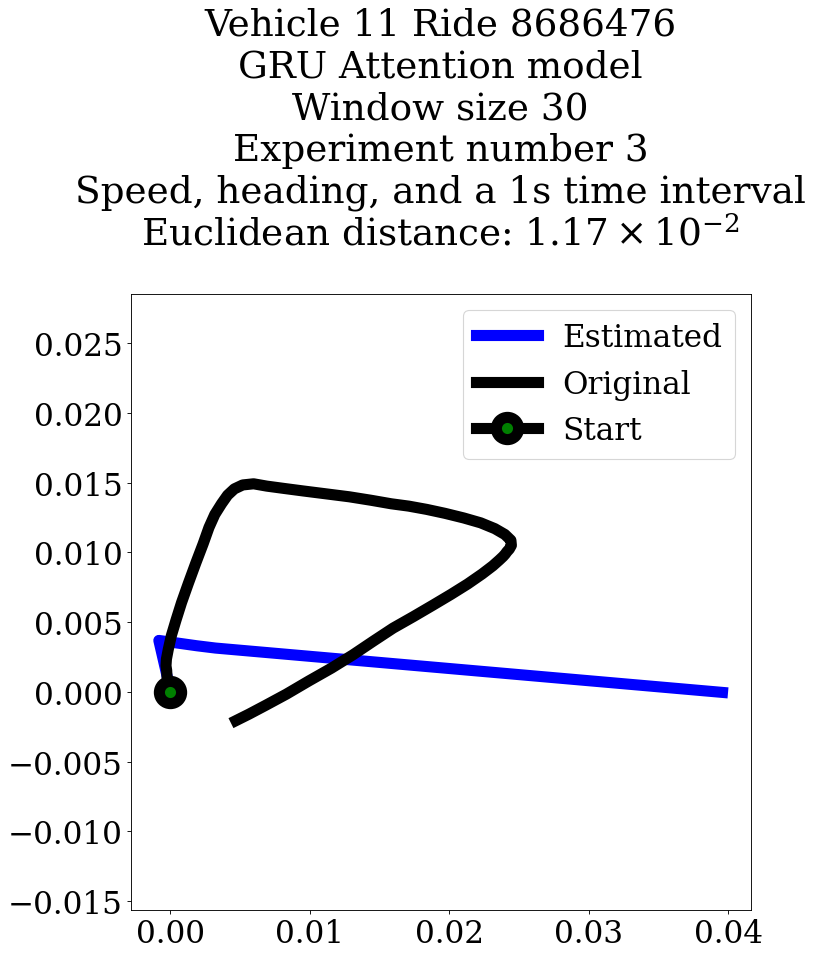 Vehicle 11 Ride 8686476
GRU Attention model
Window size 30
Experiment number 3
Speed, heading, and a 1s time interval
Euclidean distance: 1.17 × 10⁻²
Estimated
Original
Start
0.025
0.020
0.015
0.010
0.005
0.000
−0.005
−0.010
−0.015
0.00 0.01 0.02 0.03 0.04